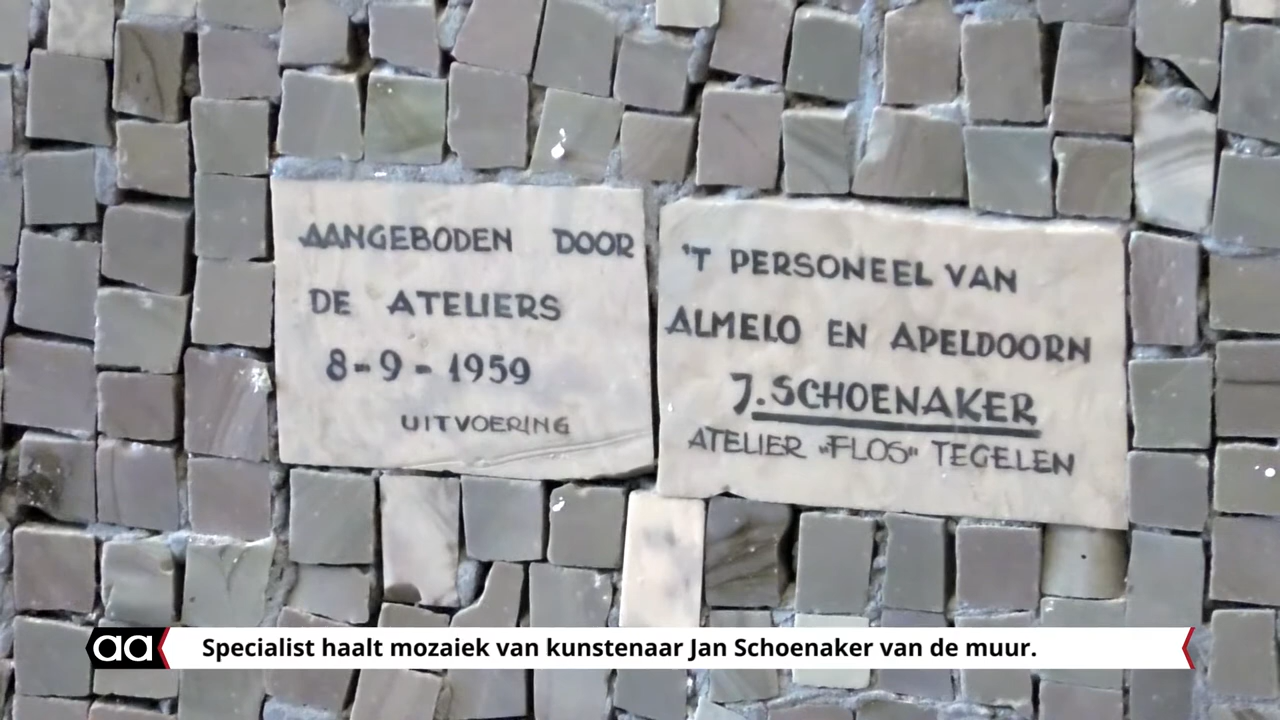 AANGEBODEN DOOR
DE ATELIERS
8-9-1959
UITVOERING
'T PERSONEEL VAN
ALMELO EN APELDOORN
J. SCHOENAKER
ATELIER „FLOS" TEGELEN
aa
Specialist haalt mozaiek van kunstenaar Jan Schoenaker van de muur.